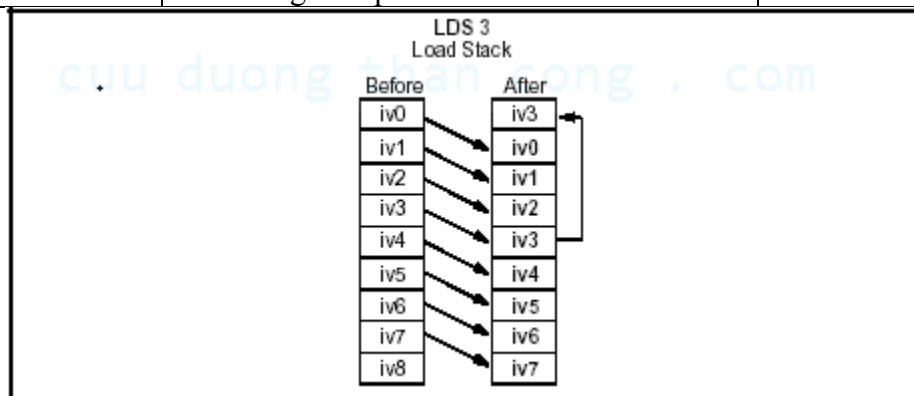 LDS 3
Load Stack
cuu duong than cong . com
Before After
iv0 iv3
iv1 iv0
iv2 iv1
iv3 iv2
iv4 iv3
iv5 iv4
iv6 iv5
iv7 iv6
iv8 iv7